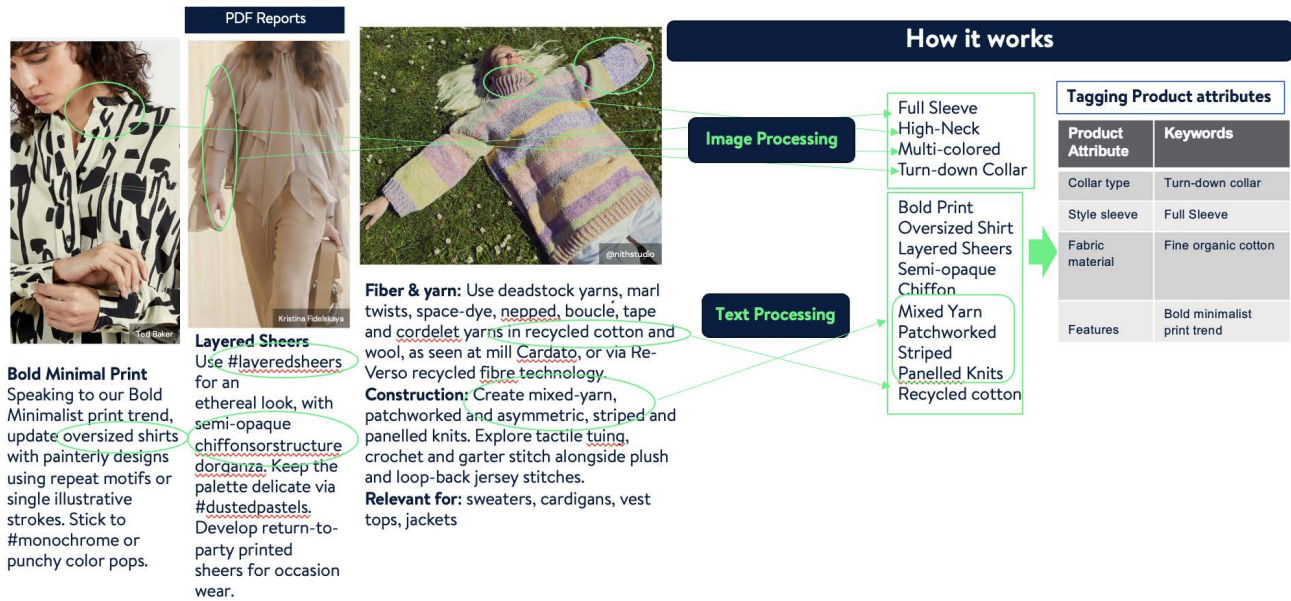 PDF Reports
How it works
Ted Baker
Kristina Fidelskaya
@nithstudio
Bold Minimal Print
Speaking to our Bold
Minimalist print trend,
update oversized shirts
with painterly designs
using repeat motifs or
single illustrative
strokes. Stick to
#monochrome or
punchy color pops.
Layered Sheers
Use #layeredsheers
for an
ethereal look, with
semi-opaque
chiffonsorstructure
dorganza. Keep the
palette delicate via
#dustedpastels.
Develop return-to-
party printed
sheers for occasion
wear.
Fiber & yarn: Use deadstock yarns, marl
twists, space-dye, nepped, bouclé, tape
and cordelet yarns in recycled cotton and
wool, as seen at mill Cardato, or via Re-
Verso recycled fibre technology.
Construction: Create mixed-yarn,
patchworked and asymmetric, striped and
panelled knits. Explore tactile tuing,
crochet and garter stitch alongside plush
and loop-back jersey stitches.
Relevant for: sweaters, cardigans, vest
tops, jackets
Image Processing
Text Processing
Full Sleeve
High-Neck
Multi-colored
Turn-down Collar
Bold Print
Oversized Shirt
Layered Sheers
Semi-opaque
Chiffon
Mixed Yarn
Patchworked
Striped
Panelled Knits
Recycled cotton
Tagging Product attributes
Product Attribute Keywords
Collar type Turn-down collar
Style sleeve Full Sleeve
Fabric material Fine organic cotton
Features Bold minimalist print trend